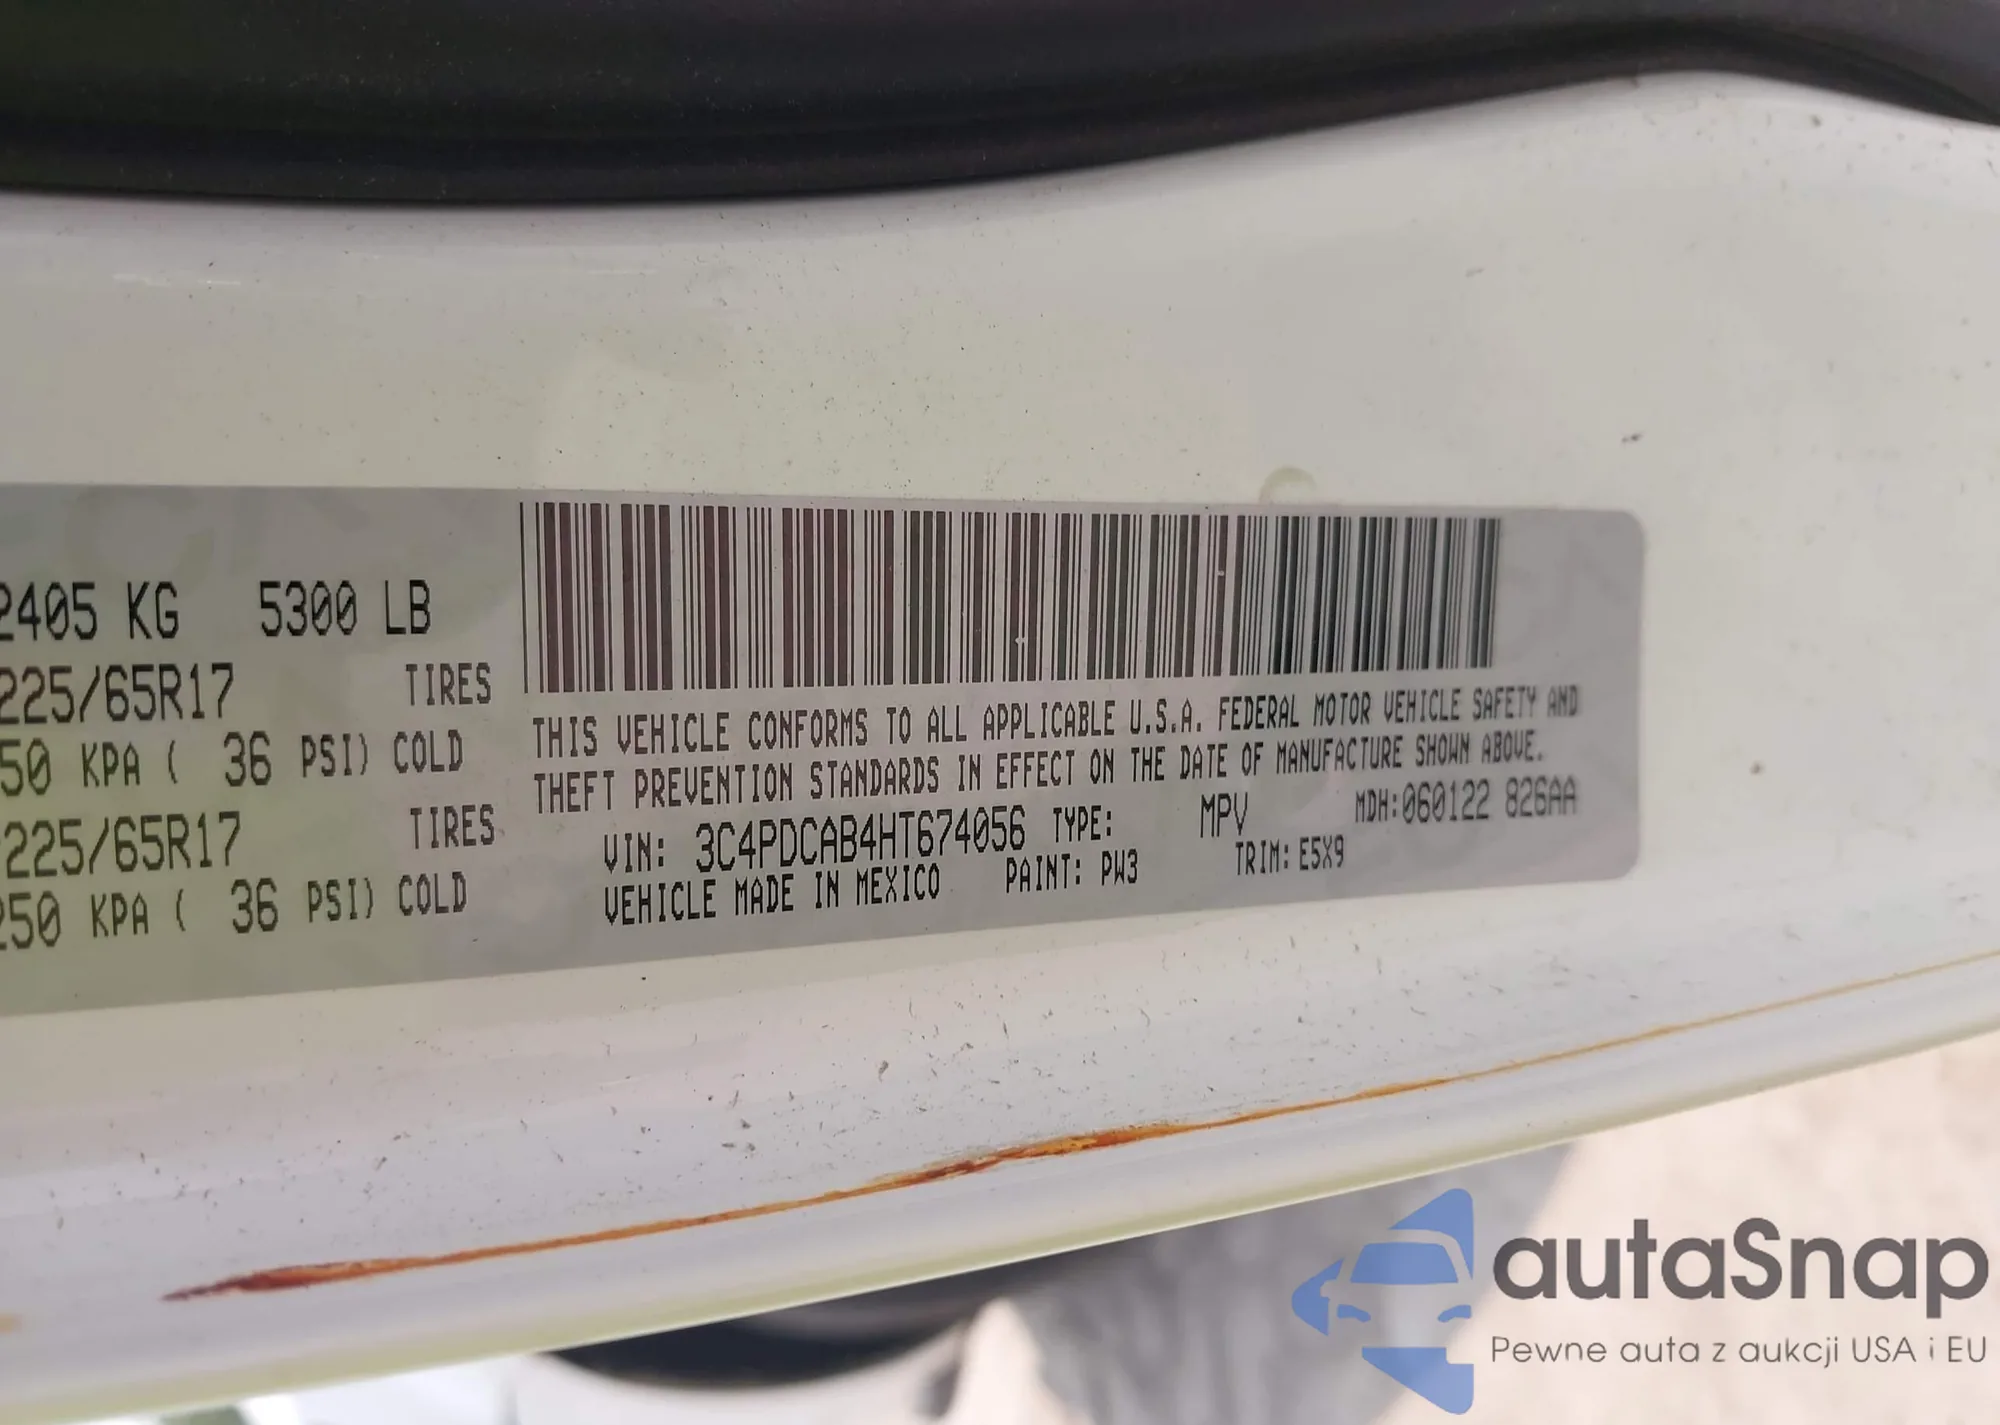 2405 KG 5300 LB
225/65R17 TIRES
50 KPA ( 36 PSI) COLD
225/65R17 TIRES
250 KPA ( 36 PSI) COLD
THIS VEHICLE CONFORMS TO ALL APPLICABLE U.S.A. FEDERAL MOTOR VEHICLE SAFETY AND
THEFT PREVENTION STANDARDS IN EFFECT ON THE DATE OF MANUFACTURE SHOWN ABOVE.
VIN: 3C4PDCAB4HT674056 TYPE: MPV MDH:060122 826AA
VEHICLE MADE IN MEXICO PAINT: PW3 TRIM: E5X9
autaSnap
Pewne auta z aukcji USA i EU